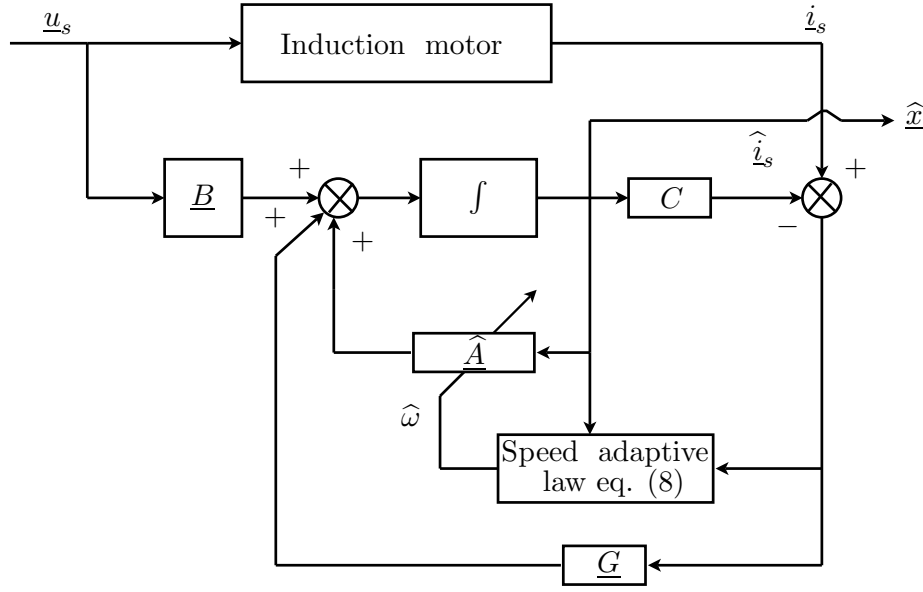 u_s
i_s
Induction motor
x̂
î_s
+
+
B
∫
C
+
+
−
+
Â
ω̂
Speed adaptive
law eq. (8)
G